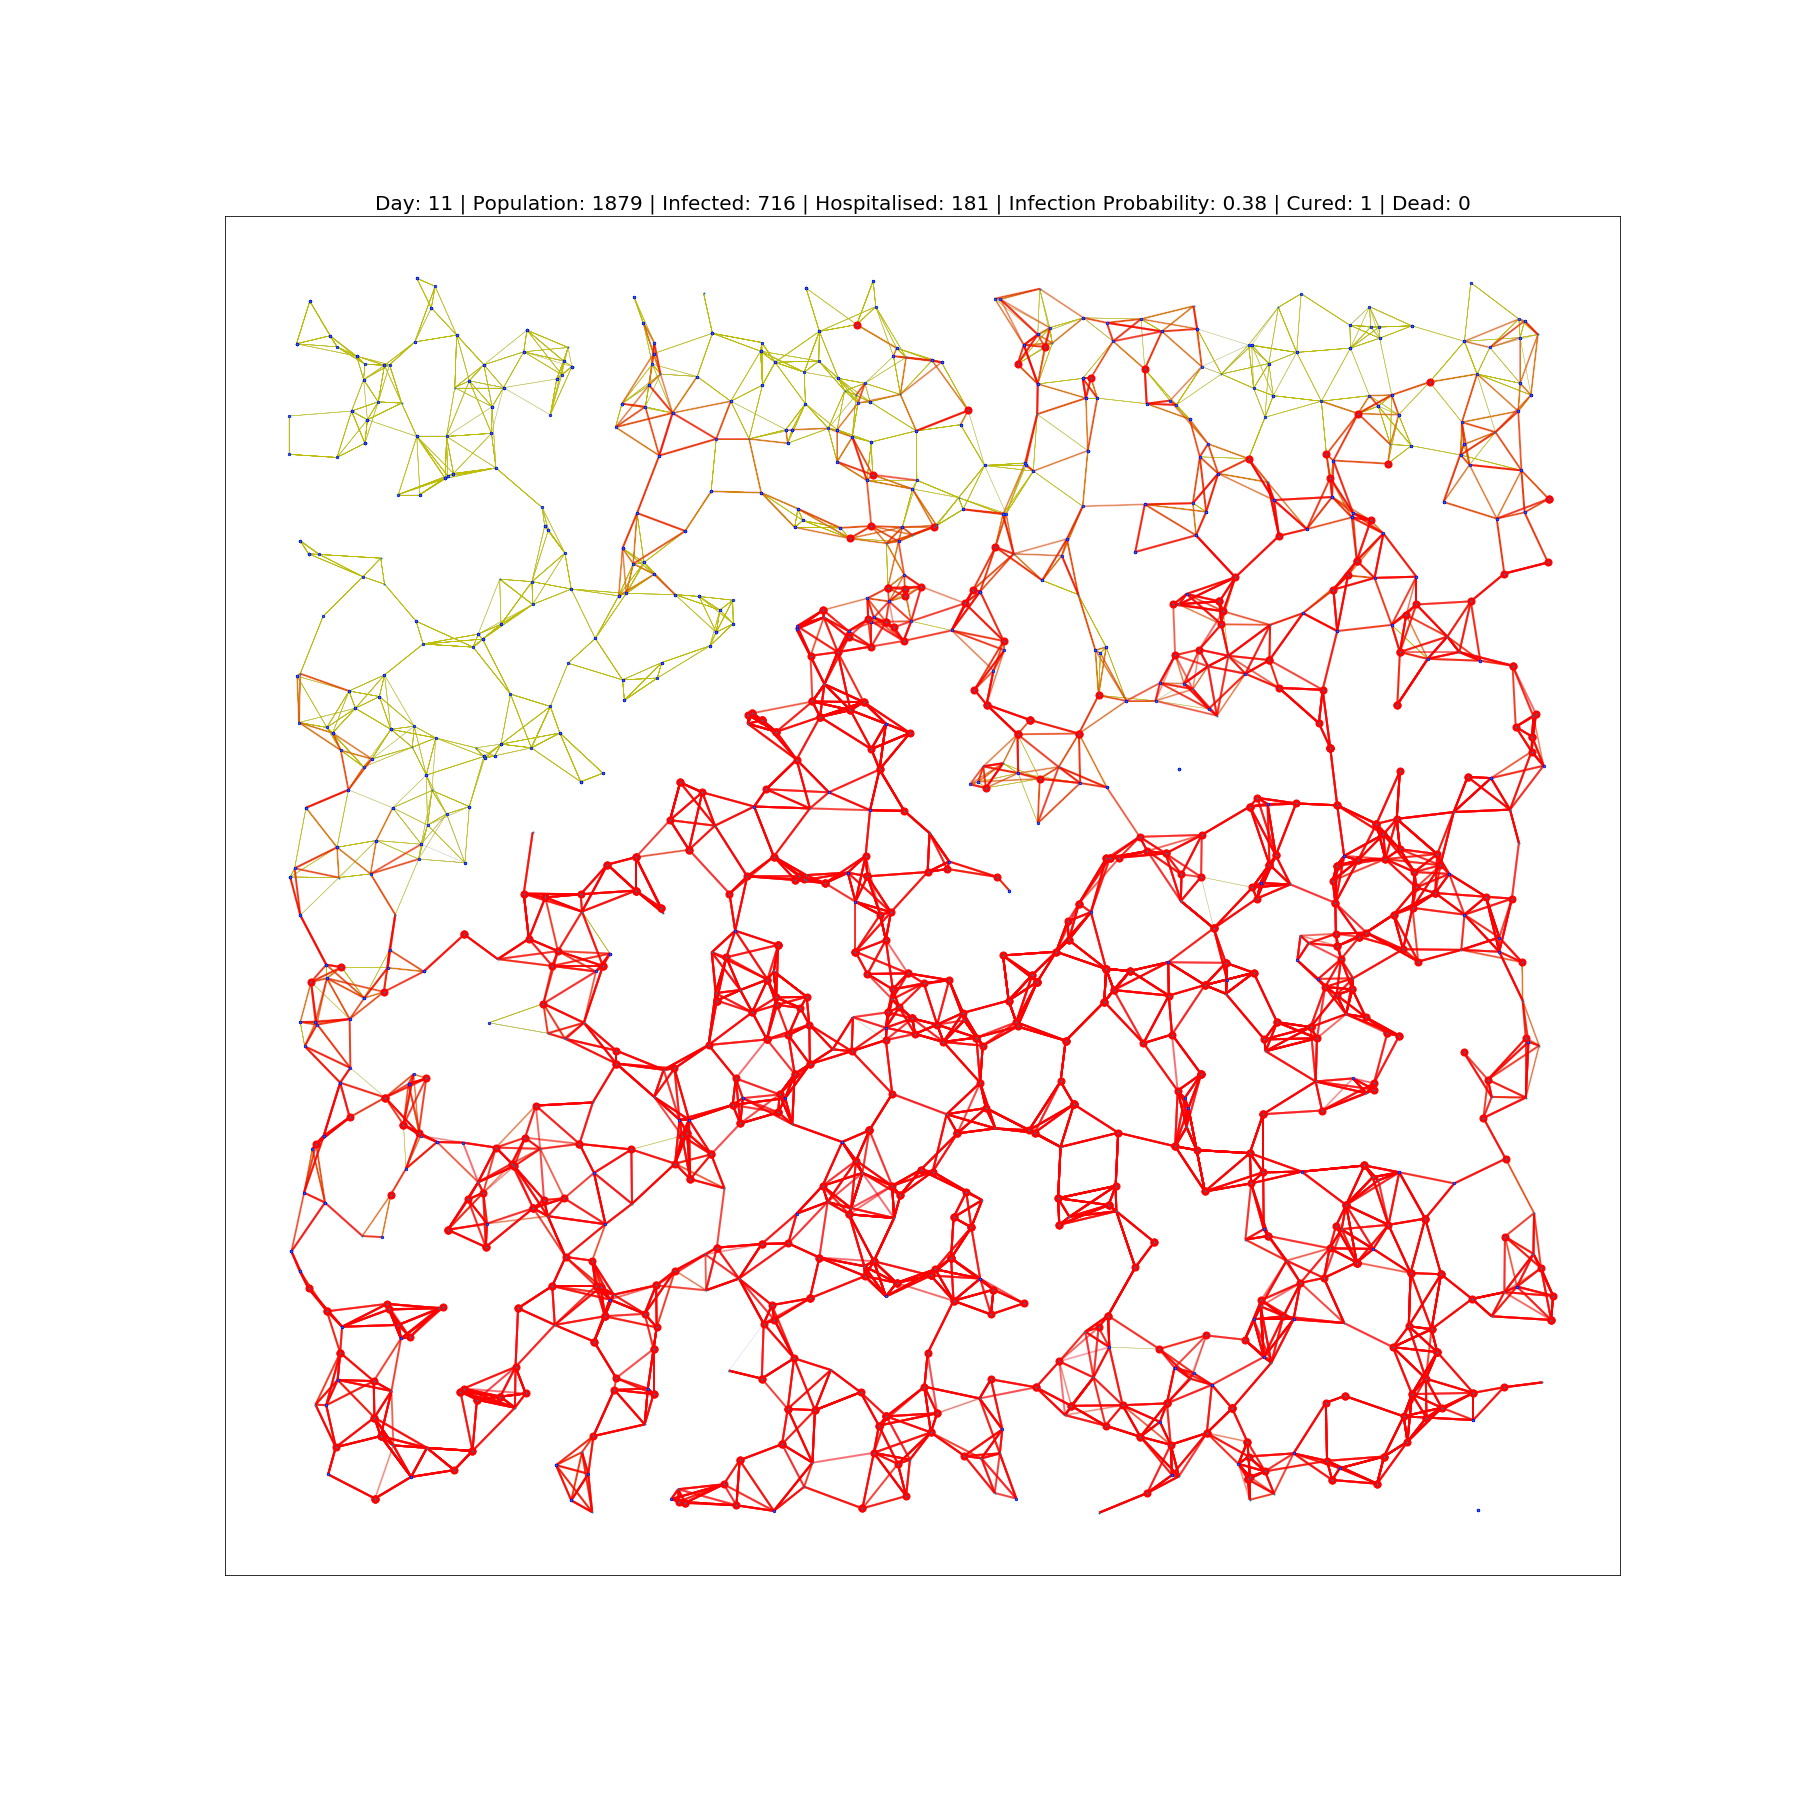 Day: 11 | Population: 1879 | Infected: 716 | Hospitalised: 181 | Infection Probability: 0.38 | Cured: 1 | Dead: 0